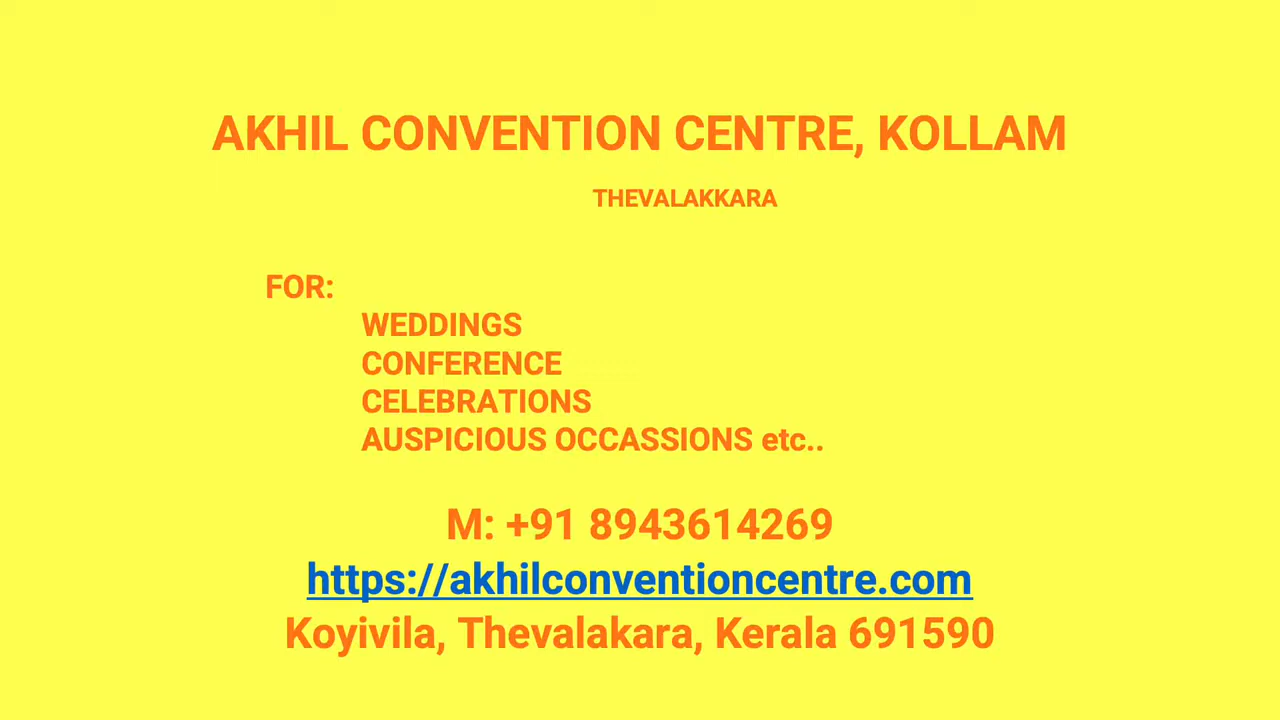 AKHIL CONVENTION CENTRE, KOLLAM
THEVALAKKARA
FOR:
WEDDINGS
CONFERENCE
CELEBRATIONS
AUSPICIOUS OCCASSIONS etc..
M: +91 8943614269
https://akhilconventioncentre.com
Koyivila, Thevalakara, Kerala 691590